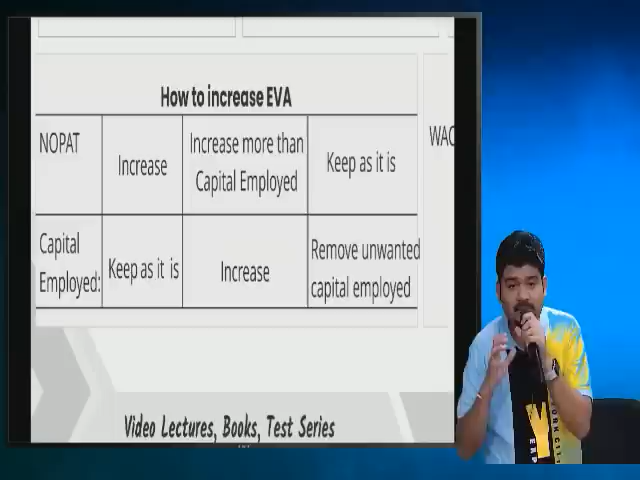 How to increase EVA
NOPAT
Increase
Increase more than
Capital Employed
Keep as it is
Capital
Employed:
Keep as it is
Increase
Remove unwanted
capital employed
WAC
Video Lectures, Books, Test Series